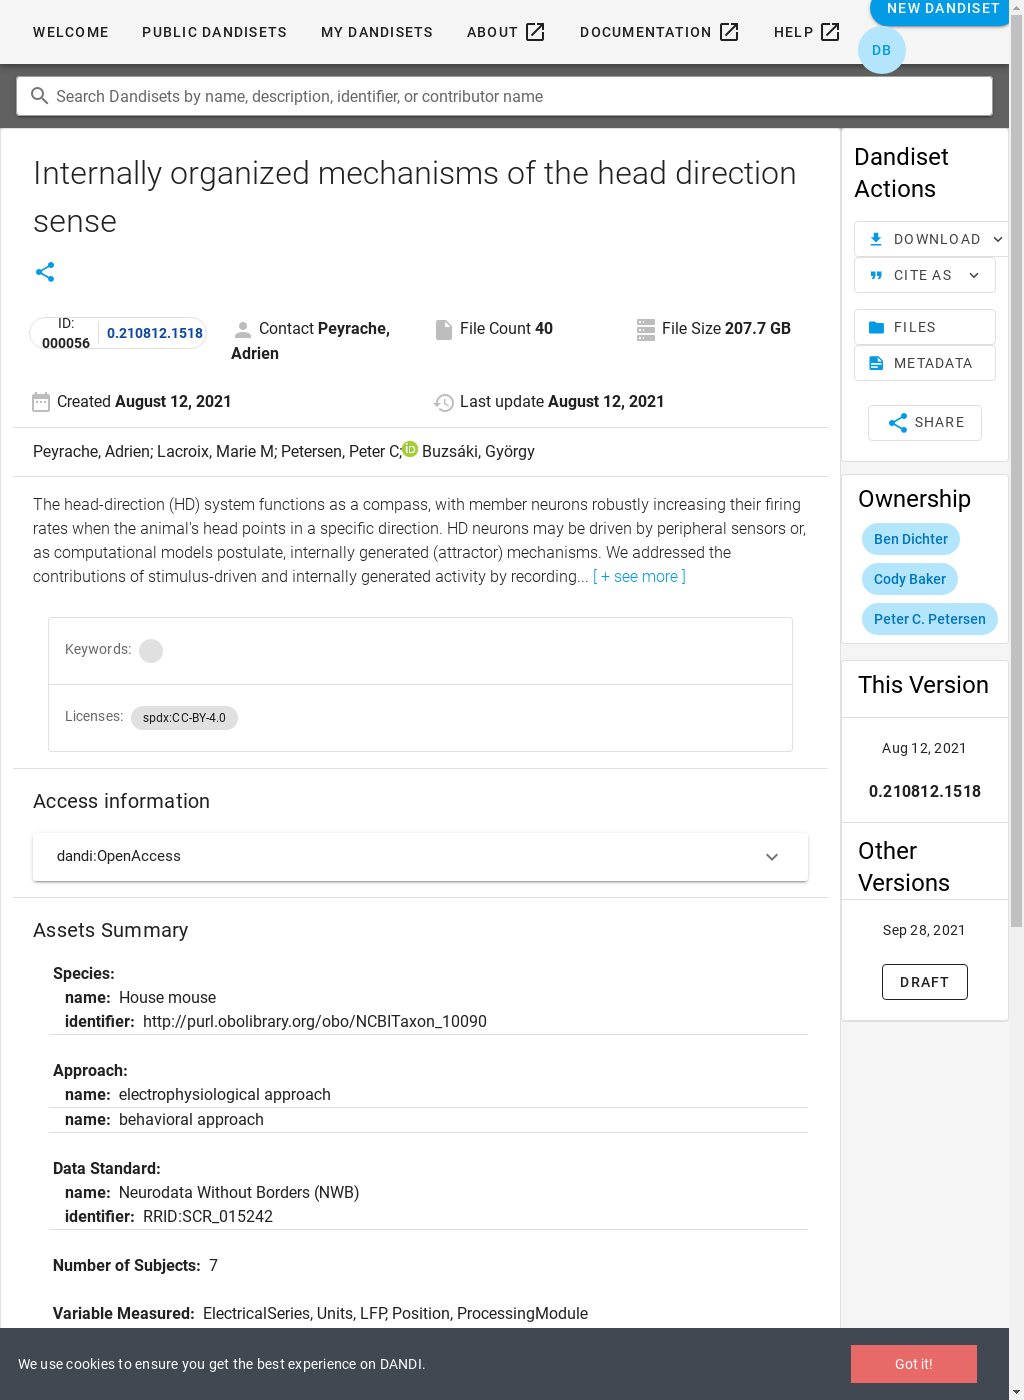 WELCOME PUBLIC DANDISETS MY DANDISETS ABOUT DOCUMENTATION HELP NEW DANDISET
DB
Search Dandisets by name, description, identifier, or contributor name
Internally organized mechanisms of the head direction
sense
ID:
000056 0.210812.1518
Contact Peyrache,
Adrien
File Count 40
File Size 207.7 GB
Created August 12, 2021
Last update August 12, 2021
Peyrache, Adrien; Lacroix, Marie M; Petersen, Peter C; iD Buzsáki, György
The head-direction (HD) system functions as a compass, with member neurons robustly increasing their firing
rates when the animal's head points in a specific direction. HD neurons may be driven by peripheral sensors or,
as computational models postulate, internally generated (attractor) mechanisms. We addressed the
contributions of stimulus-driven and internally generated activity by recording... [ + see more ]
Keywords:
Licenses: spdx:CC-BY-4.0
Access information
dandi:OpenAccess
Assets Summary
Species:
name: House mouse
identifier: http://purl.obolibrary.org/obo/NCBITaxon_10090
Approach:
name: electrophysiological approach
name: behavioral approach
Data Standard:
name: Neurodata Without Borders (NWB)
identifier: RRID:SCR_015242
Number of Subjects: 7
Variable Measured: ElectricalSeries, Units, LFP, Position, ProcessingModule
Dandiset
Actions
DOWNLOAD
CITE AS
FILES
METADATA
SHARE
Ownership
Ben Dichter
Cody Baker
Peter C. Petersen
This Version
Aug 12, 2021
0.210812.1518
Other
Versions
Sep 28, 2021
DRAFT
We use cookies to ensure you get the best experience on DANDI.
Got it!